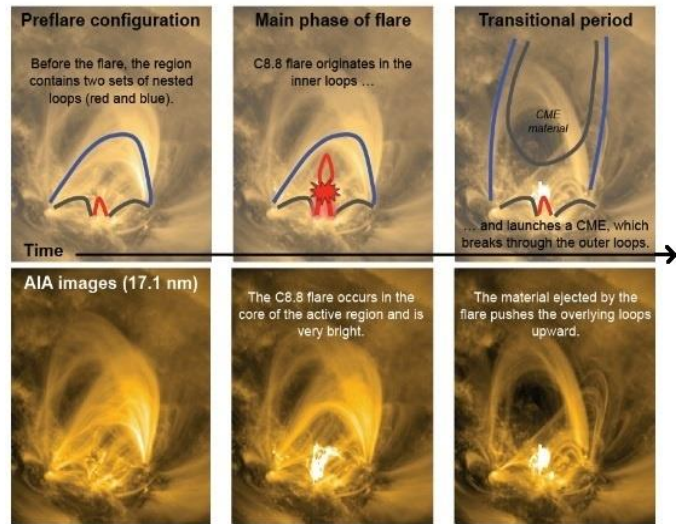 Preflare configuration
Before the flare, the region
contains two sets of nested
loops (red and blue).
Main phase of flare
C8.8 flare originates in the
inner loops …
Transitional period
CME
material
… and launches a CME, which
breaks through the outer loops.
Time
AIA images (17.1 nm)
The C8.8 flare occurs in the
core of the active region and is
very bright.
The material ejected by the
flare pushes the overlying loops
upward.